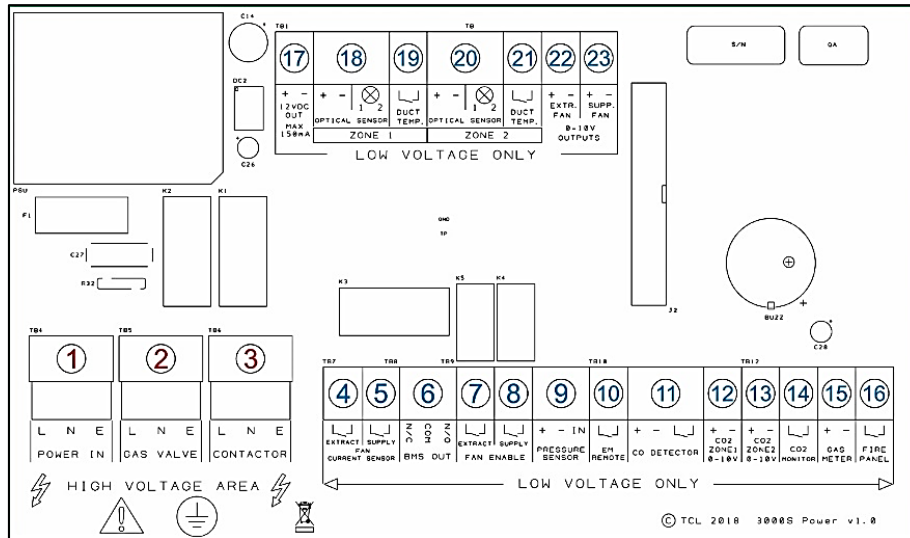 C14 TB1 TB S/N QA
17 18 19 20 21 22 23
DC2
+ - + - 1 2 + - 1 2 + - + -
12VDC OUT MAX 150mA
OPTICAL SENSOR
DUCT TEMP.
ZONE 1
OPTICAL SENSOR
DUCT TEMP.
ZONE 2
EXTR. FAN
SUPP. FAN
0-10V OUTPUTS
LOW VOLTAGE ONLY
C26
PSU K2 K1
F1
GND
TP
C27
R32
K3 K5 K4
J2
BUZZ +
C28
TB4 TB5 TB6
1 2 3
L N E L N E L N E
POWER IN GAS VALVE CONTACTOR
HIGH VOLTAGE AREA
TB7 TB8 TB9 TB10 TB12
4 5 6 7 8 9 10 11 12 13 14 15 16
EXTRACT SUPPLY
FAN
CURRENT SENSOR
N/C COM N/O
BMS OUT
EXTRACT SUPPLY
FAN ENABLE
+ - IN
PRESSURE
SENSOR
EM
REMOTE
+ -
CO DETECTOR
+ -
CO2
ZONE1
0-10V
+ -
CO2
ZONE2
0-10V
CO2
MONITOR
+ -
GAS
METER
FIRE
PANEL
LOW VOLTAGE ONLY
© TCL 2018 3000S Power v1.0